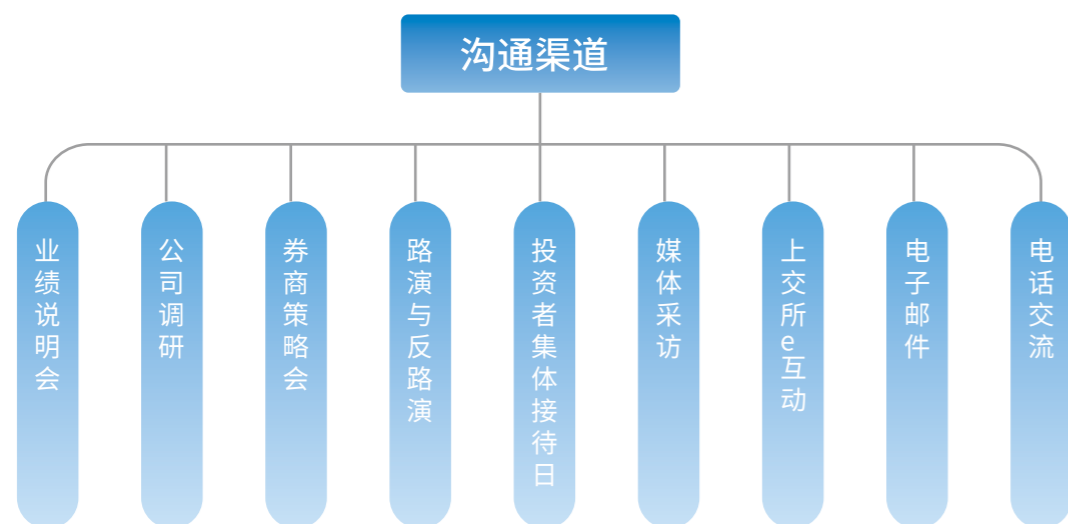 沟通渠道
业绩说明会
公司调研
券商策略会
路演与反路演
投资者集体接待日
媒体采访
上交所e互动
电子邮件
电话交流